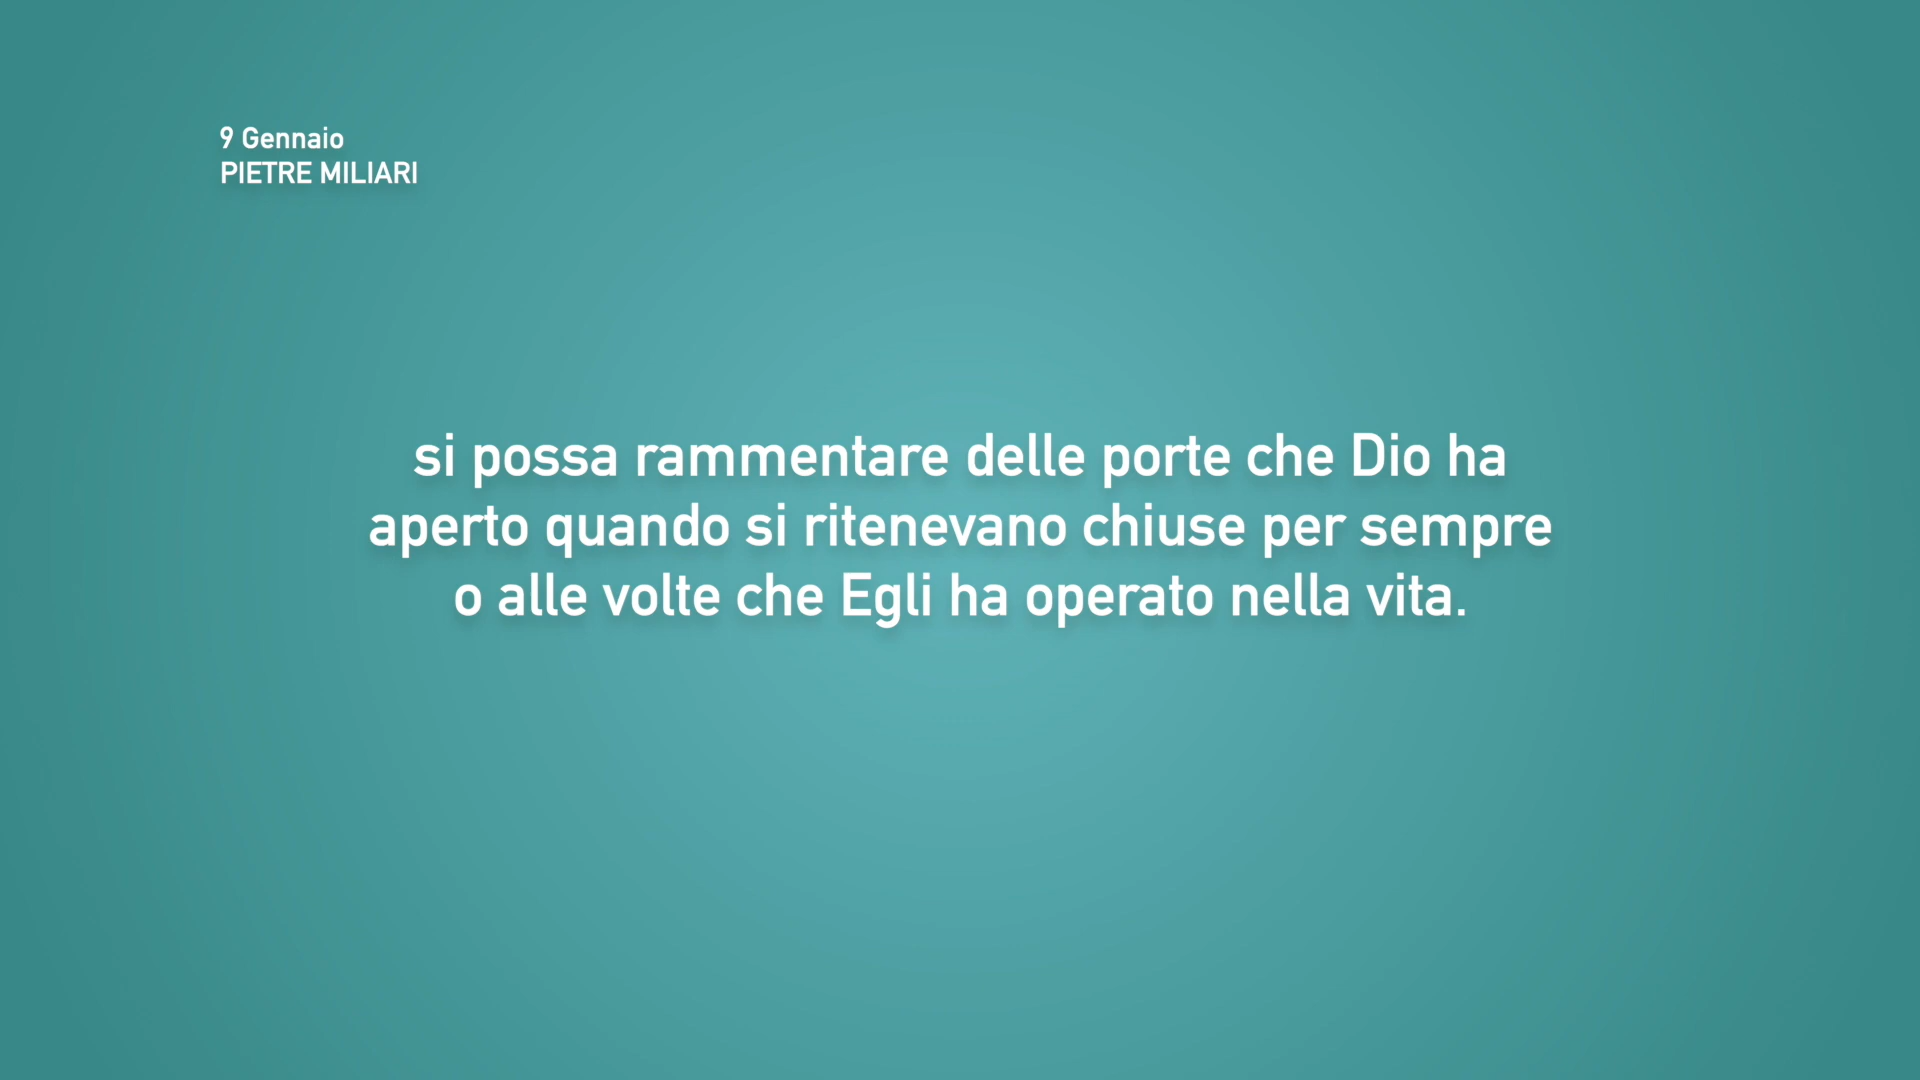 9 Gennaio
PIETRE MILIARI
si possa rammentare delle porte che Dio ha
aperto quando si ritenevano chiuse per sempre
o alle volte che Egli ha operato nella vita.